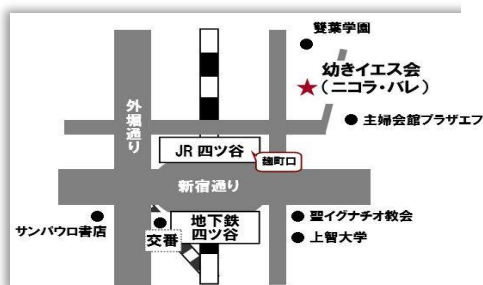 雙葉学園
幼きイエス会
（ニコラ・バレ）
外堀通り
主婦会館プラザエフ
JR 四ツ谷
麹町口
新宿通り
サンパウロ書店
交番
地下鉄
四ツ谷
聖イグナチオ教会
上智大学